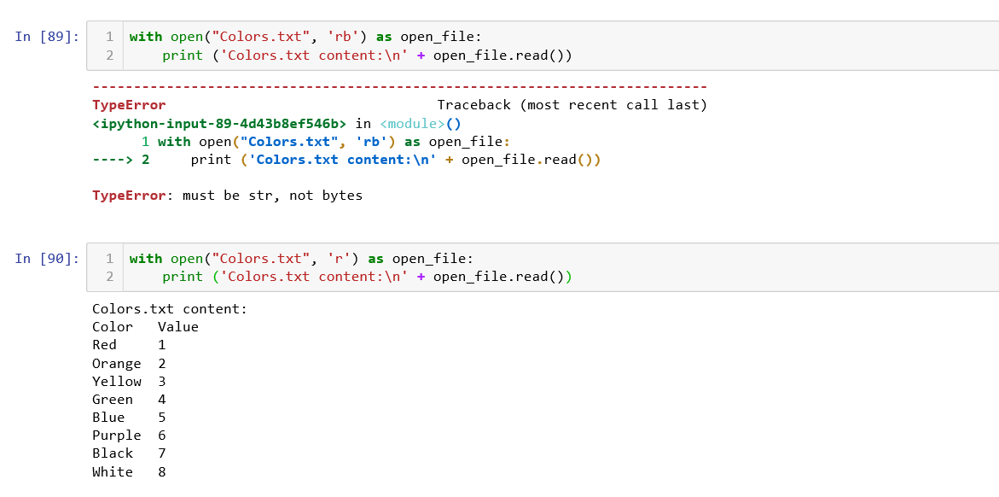 In [89]:
1 with open("Colors.txt", 'rb') as open_file:
2     print ('Colors.txt content:\n' + open_file.read())
---------------------------------------------------------------------------
TypeError                                 Traceback (most recent call last)
<ipython-input-89-4d43b8ef546b> in <module>()
      1 with open("Colors.txt", 'rb') as open_file:
----> 2     print ('Colors.txt content:\n' + open_file.read())
TypeError: must be str, not bytes
In [90]:
1 with open("Colors.txt", 'r') as open_file:
2     print ('Colors.txt content:\n' + open_file.read())
Colors.txt content:
Color   Value
Red     1
Orange  2
Yellow  3
Green   4
Blue    5
Purple  6
Black   7
White   8